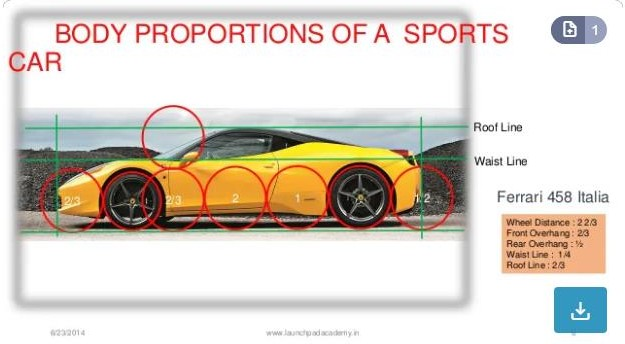 BODY PROPORTIONS OF A SPORTS
CAR
1
Roof Line
Waist Line
2/3
2/3
2
1
1/2
Ferrari 458 Italia
Wheel Distance : 2 2/3
Front Overhang : 2/3
Rear Overhang : ½
Waist Line : 1/4
Roof Line : 2/3
8/23/2014
www.launchpadacademy.in